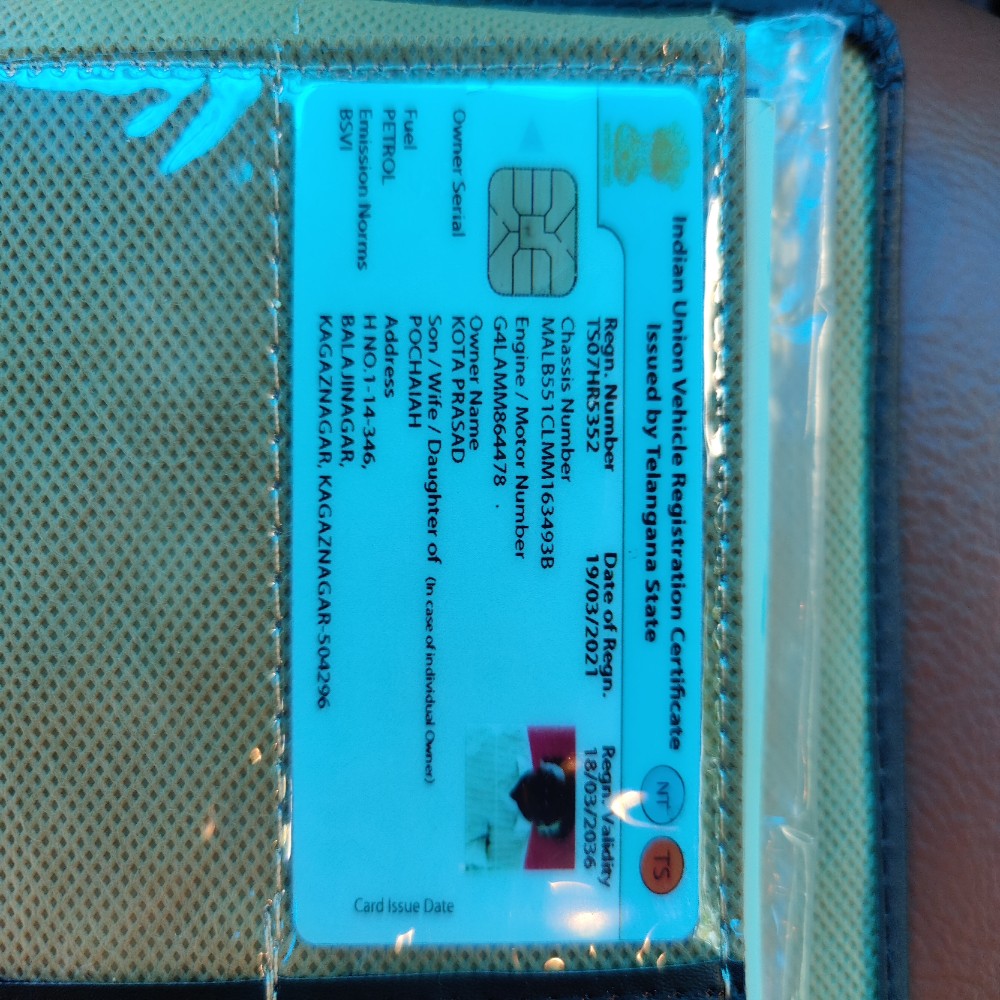 Indian Union Vehicle Registration Certificate
Issued by Telangana State
NT
TS
Regn. Number
TS07HR5352
Date of Regn.
19/03/2021
Regn. Validity
18/03/2036
Chassis Number
MALB551CLMM163493B
Engine / Motor Number
G4LAMM864478
Owner Serial
Owner Name
KOTA PRASAD
Son / Wife / Daughter of (In case of individual Owner)
POCHAIAH
Fuel
PETROL
Emission Norms
BSVI
Address
H NO.1-14-346,
BALAJINAGAR,
KAGAZNAGAR, KAGAZNAGAR-504296
Card Issue Date